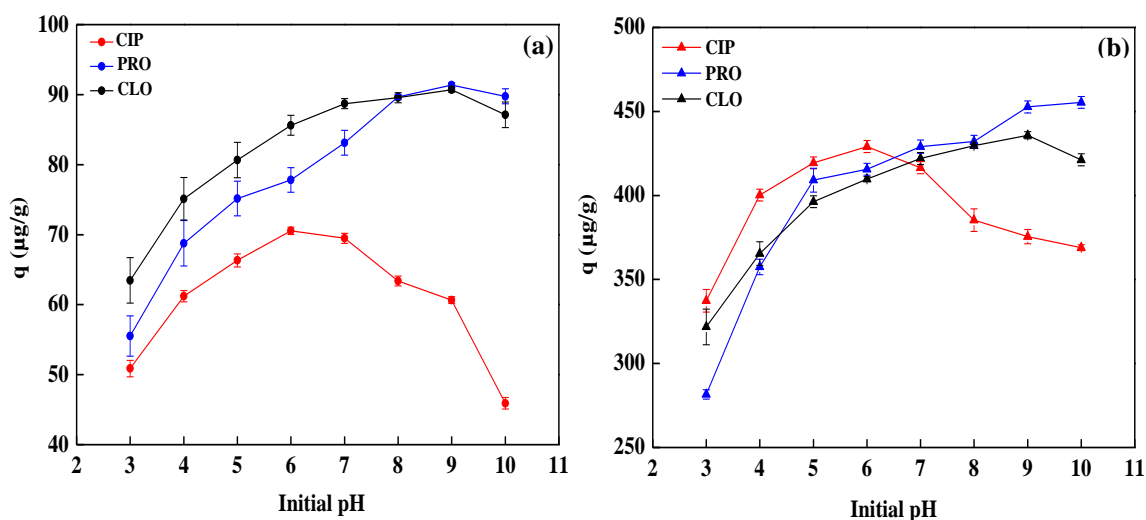 (a)
CIP
PRO
CLO
q (µg/g)
100
90
80
70
60
50
40
2 3 4 5 6 7 8 9 10 11
Initial pH
(b)
CIP
PRO
CLO
q (µg/g)
500
450
400
350
300
250
2 3 4 5 6 7 8 9 10 11
Initial pH